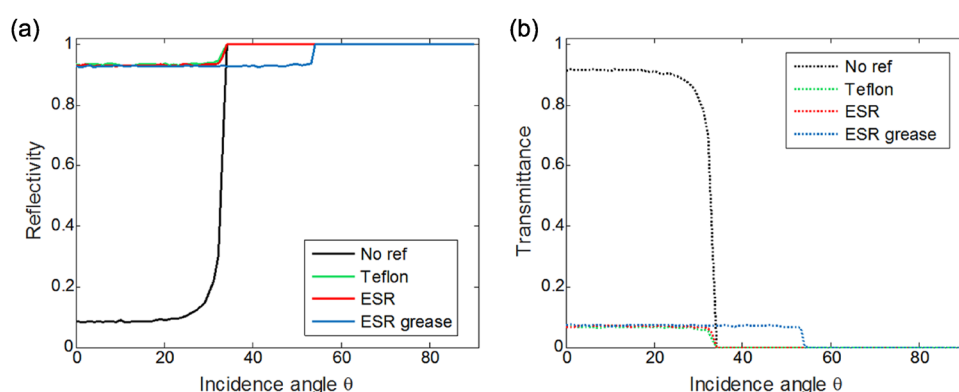 (a)
1
0.8
0.6
0.4
0.2
0
Reflectivity
No ref
Teflon
ESR
ESR grease
0 20 40 60 80
Incidence angle θ
(b)
1
0.8
0.6
0.4
0.2
0
Transmittance
No ref
Teflon
ESR
ESR grease
0 20 40 60 80
Incidence angle θ